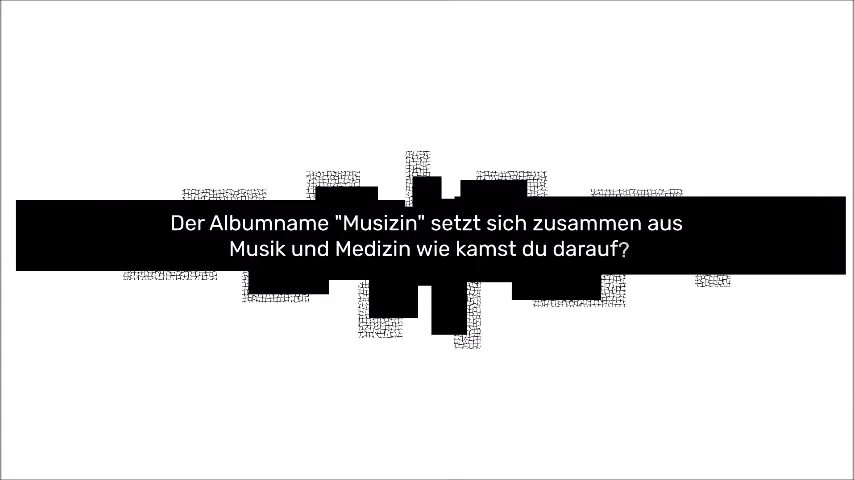 Der Albumname "Musizin" setzt sich zusammen aus
Musik und Medizin wie kamst du darauf?